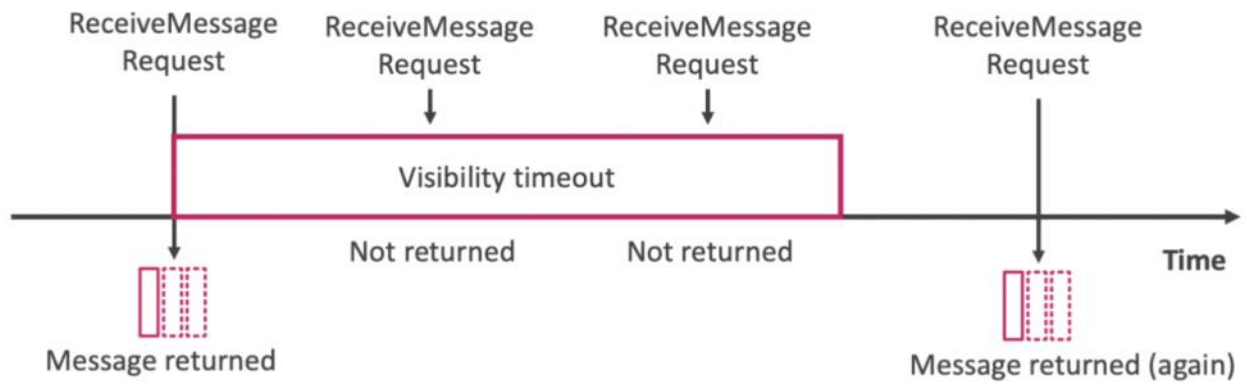 ReceiveMessage
Request
ReceiveMessage
Request
ReceiveMessage
Request
ReceiveMessage
Request
Visibility timeout
Not returned
Not returned
Time
Message returned
Message returned (again)